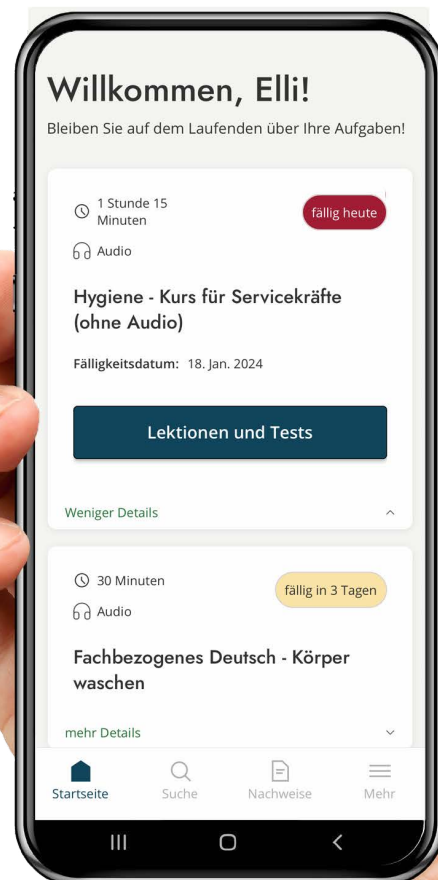 Willkommen, Elli!
Bleiben Sie auf dem Laufenden über Ihre Aufgaben!
1 Stunde 15
Minuten
fällig heute
Audio
Hygiene - Kurs für Servicekräfte
(ohne Audio)
Fälligkeitsdatum: 18. Jan. 2024
Lektionen und Tests
Weniger Details
30 Minuten
fällig in 3 Tagen
Audio
Fachbezogenes Deutsch - Körper
waschen
mehr Details
Startseite
Suche
Nachweise
Mehr